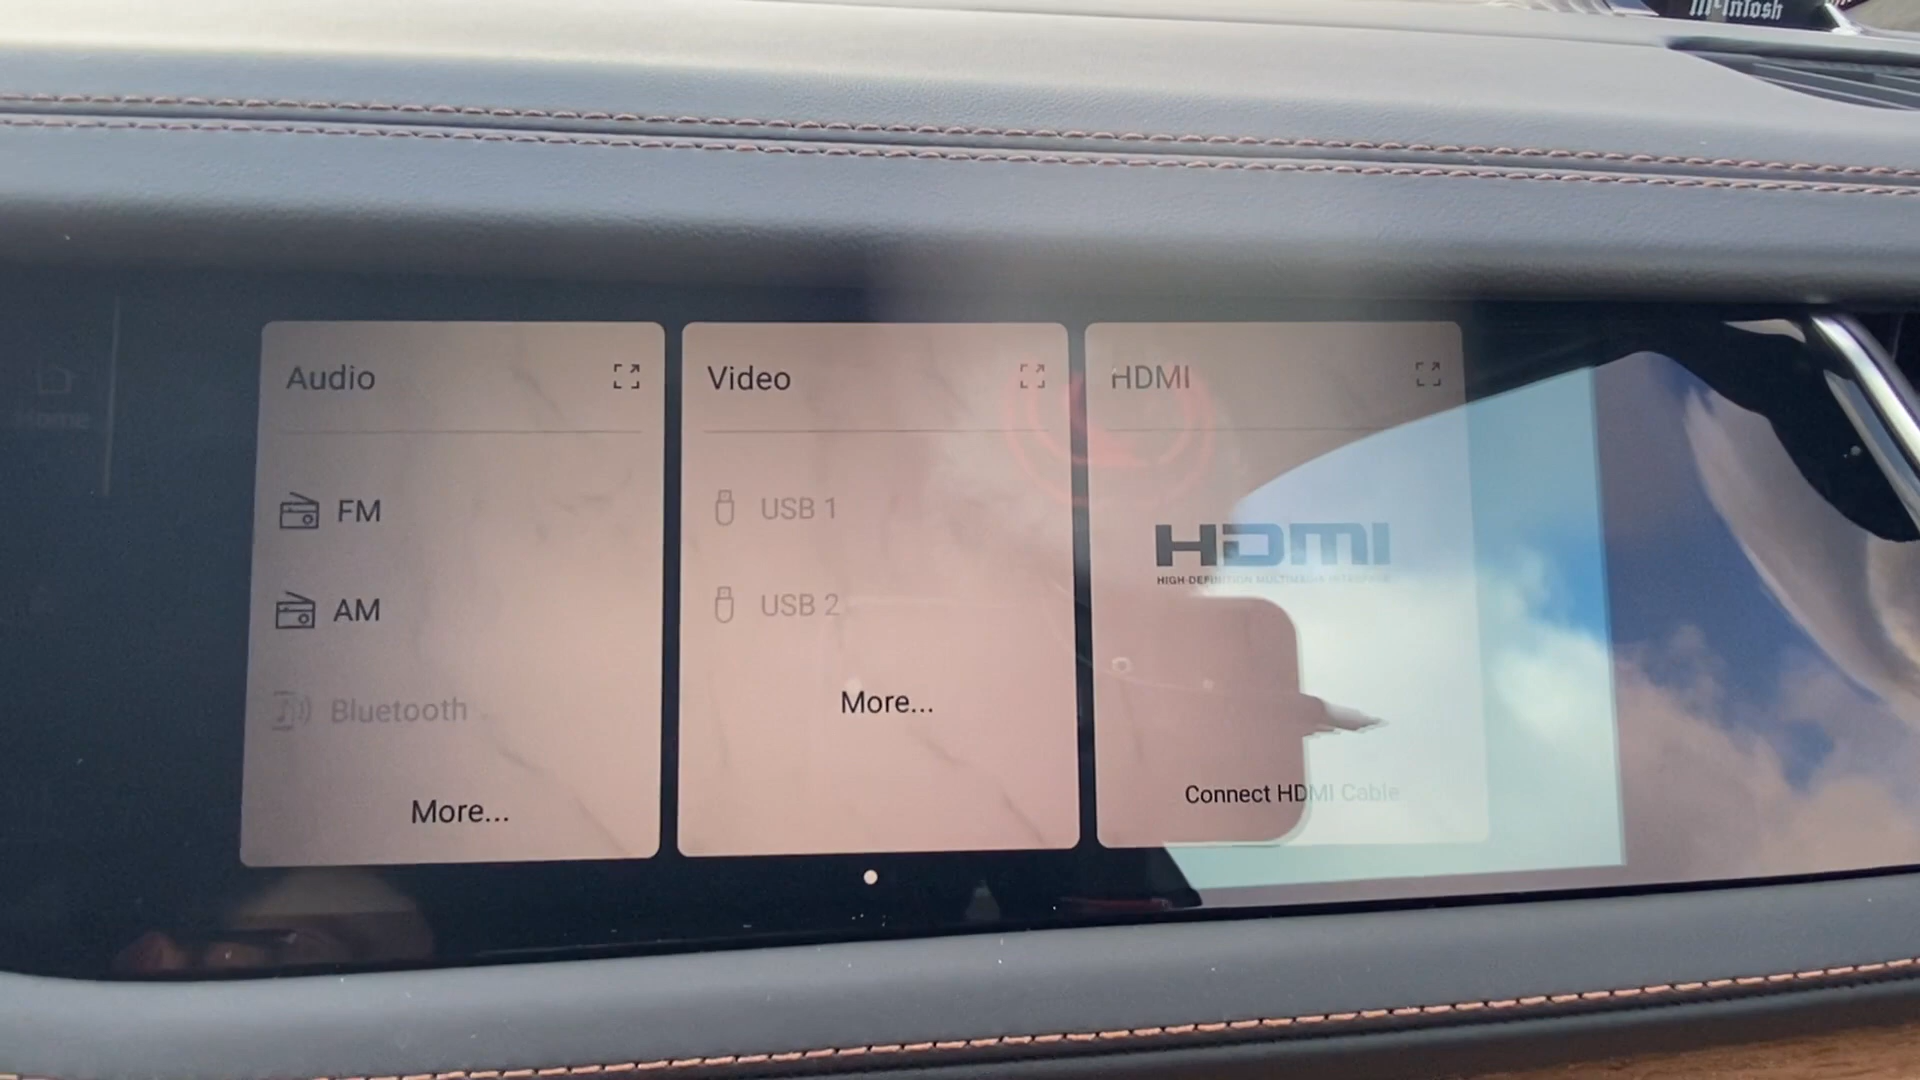 McIntosh
Home
Audio
FM
AM
Bluetooth
More...
Video
USB 1
USB 2
More...
HDMI
HDMI
HIGH-DEFINITION MULTIMEDIA INTERFACE
Connect HDMI Cable